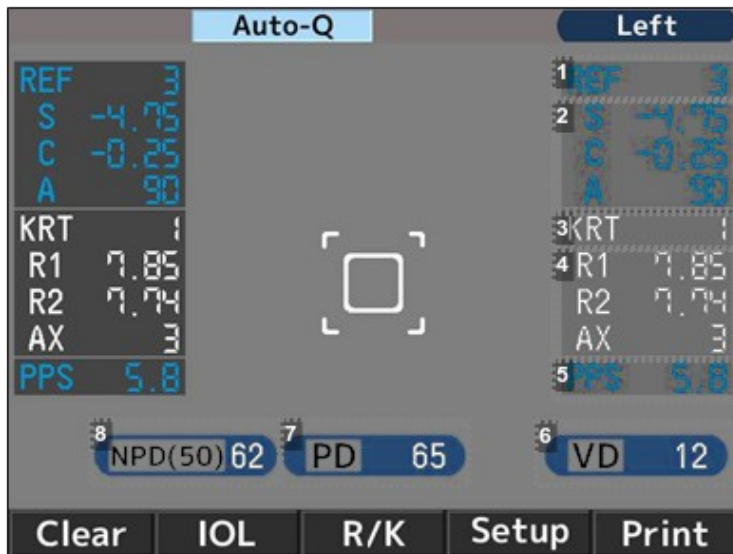 Auto-Q
Left
REF 3
S -4.75
C -0.25
A 90
KRT 1
R1 7.85
R2 7.74
AX 3
PPS 5.8
1 REF 3
2 S -4.75
C -0.25
A 90
3 KRT 1
4 R1 7.85
R2 7.74
AX 3
5 PPS 5.8
8 NPD(50) 62
7 PD 65
6 VD 12
Clear IOL R/K Setup Print